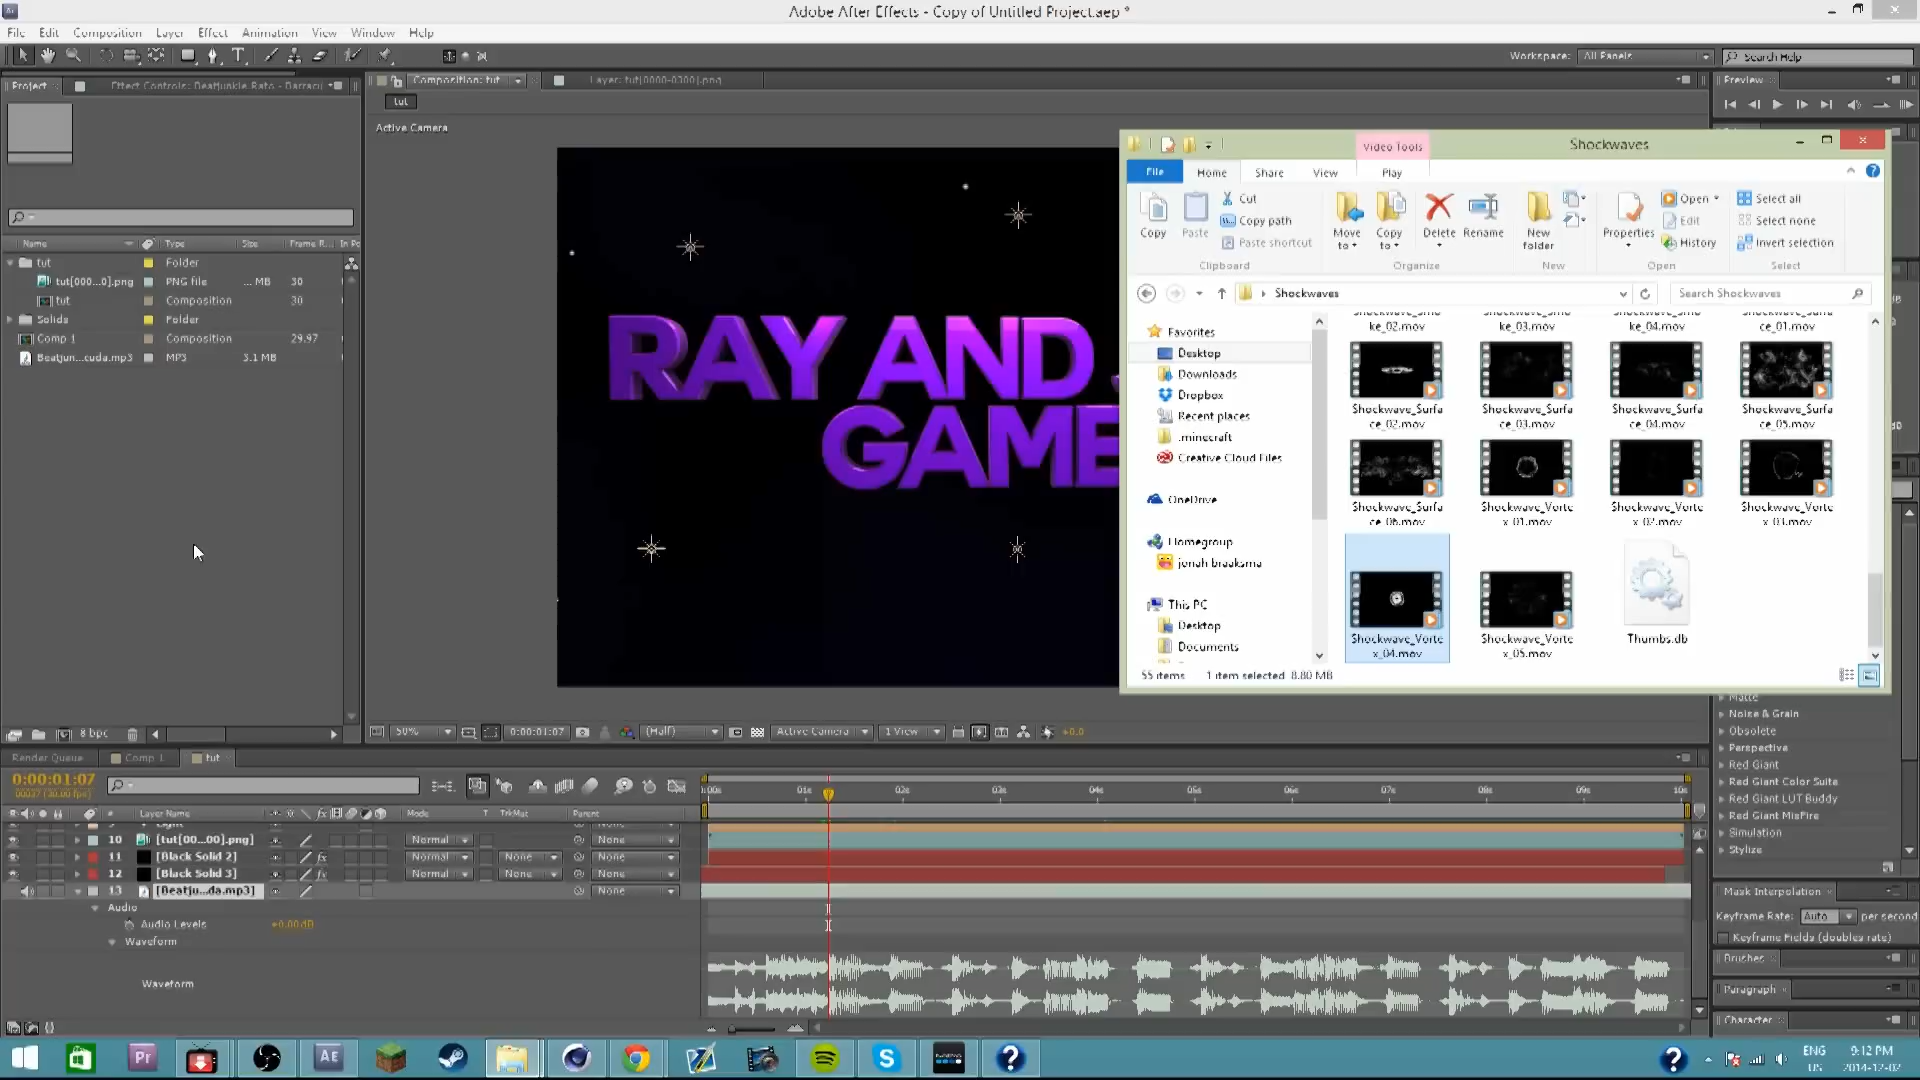 Adobe After Effects - Copy of Untitled Project.aep *
File Edit Composition Layer Effect Animation View Window Help
Workspace: All Panels
Search Help
Project
Effect Controls: Beatjunkie Rato - Barracu
Composition: tut
Layer: tut[0000-0300].png
Preview
tut
Active Camera
Name Type Size Frame R... In Po
tut Folder
tut[000...0].png PNG file ... MB 30
tut Composition 30
Solids Folder
Comp 1 Composition 29.97
Beatjun...cuda.mp3 MP3 3.1 MB
RAY AND
GAME
Video Tools
Shockwaves
File Home Share View Play
Copy
Paste
Cut
Copy path
Paste shortcut
Move to
Copy to
Delete
Rename
New folder
Properties
Open
Edit
History
Select all
Select none
Invert selection
Clipboard Organize New Open Select
Shockwaves
Search Shockwaves
Favorites
Desktop
Downloads
Dropbox
Recent places
.minecraft
Creative Cloud Files
OneDrive
Homegroup
jonah braaksma
This PC
Desktop
Documents
ke_02.mov
ke_03.mov
ke_04.mov
ce_01.mov
Shockwave_Surfa
ce_02.mov
Shockwave_Surfa
ce_03.mov
Shockwave_Surfa
ce_04.mov
Shockwave_Surfa
ce_05.mov
Shockwave_Surfa
ce_06.mov
Shockwave_Vorte
x_01.mov
Shockwave_Vorte
x_02.mov
Shockwave_Vorte
x_03.mov
Shockwave_Vorte
x_04.mov
Shockwave_Vorte
x_05.mov
Thumbs.db
55 items 1 item selected 8.80 MB
8 bpc
50%
0:00:01:07
(Half)
Active Camera
1 View
+0.0
Matte
Noise & Grain
Obsolete
Perspective
Red Giant
Red Giant Color Suite
Red Giant LUT Buddy
Red Giant MisFire
Simulation
Stylize
Render Queue
Comp 1
tut
0:00:01:07
00037 (30.00 fps)
:00s 01s 02s 03s 04s 05s 06s 07s 08s 09s 10s
# Layer Name Mode T TrkMat Parent
10 [tut[00...00].png] Normal None
11 [Black Solid 2] Normal None None
12 [Black Solid 3] Normal None None
13 [Beatju...da.mp3] None
Audio
Audio Levels +0.00dB
Waveform
Waveform
Mask Interpolation
Keyframe Rate: Auto per second
Keyframe Fields (doubles rate)
Brushes
Paragraph
Character
Pr
Ae
ENG
US
9:12 PM
2014-12-02